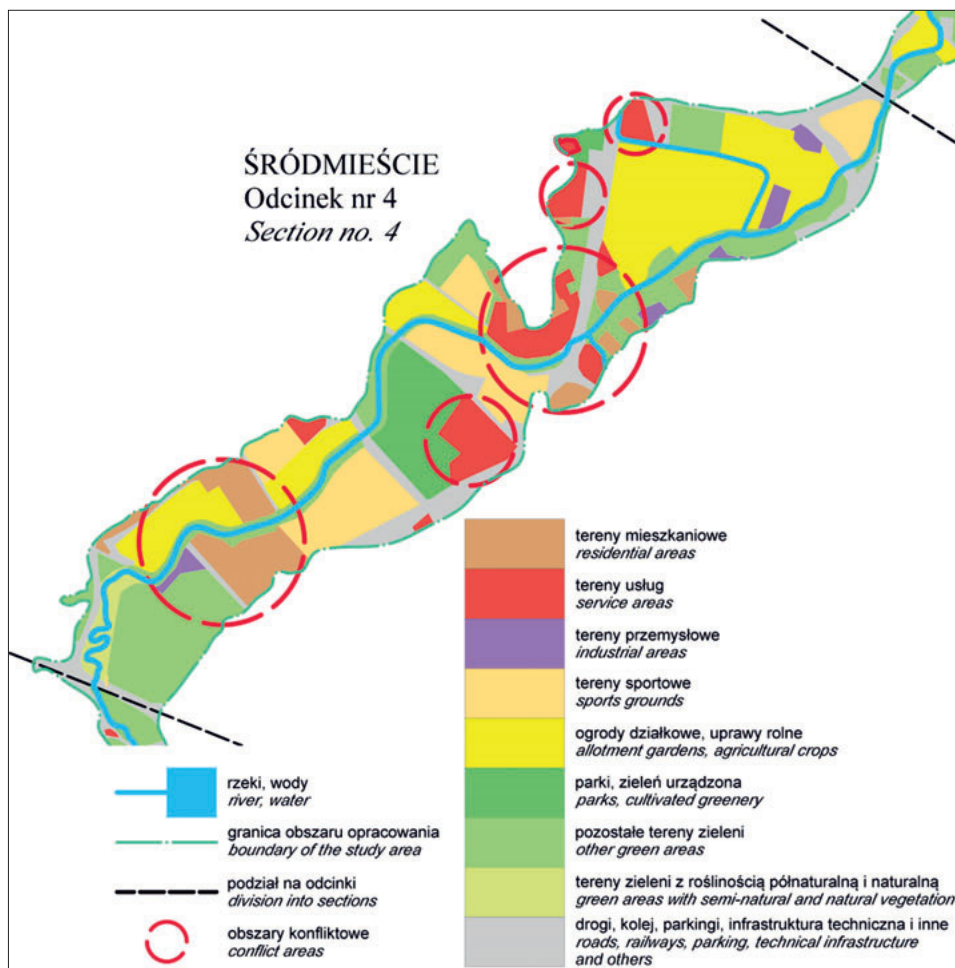 ŚRÓDMIEŚCIE
Odcinek nr 4
Section no. 4
tereny mieszkaniowe
residential areas
tereny usług
service areas
tereny przemysłowe
industrial areas
tereny sportowe
sports grounds
ogrody działkowe, uprawy rolne
allotment gardens, agricultural crops
parki, zieleń urządzona
parks, cultivated greenery
pozostałe tereny zieleni
other green areas
tereny zieleni z roślinością półnaturalną i naturalną
green areas with semi-natural and natural vegetation
drogi, kolej, parkingi, infrastruktura techniczna i inne
roads, railways, parking, technical infrastructure
and others
rzeki, wody
river, water
granica obszaru opracowania
boundary of the study area
podział na odcinki
division into sections
obszary konfliktowe
conflict areas